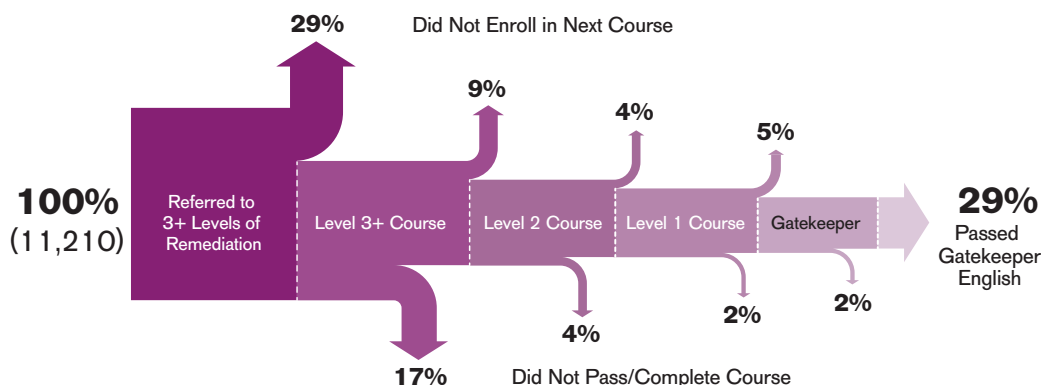 29%
Did Not Enroll in Next Course
9%
4%
5%
100%
(11,210)
Referred to
3+ Levels of
Remediation
Level 3+ Course
Level 2 Course
Level 1 Course
Gatekeeper
29%
Passed
Gatekeeper
English
17%
4%
2%
2%
Did Not Pass/Complete Course